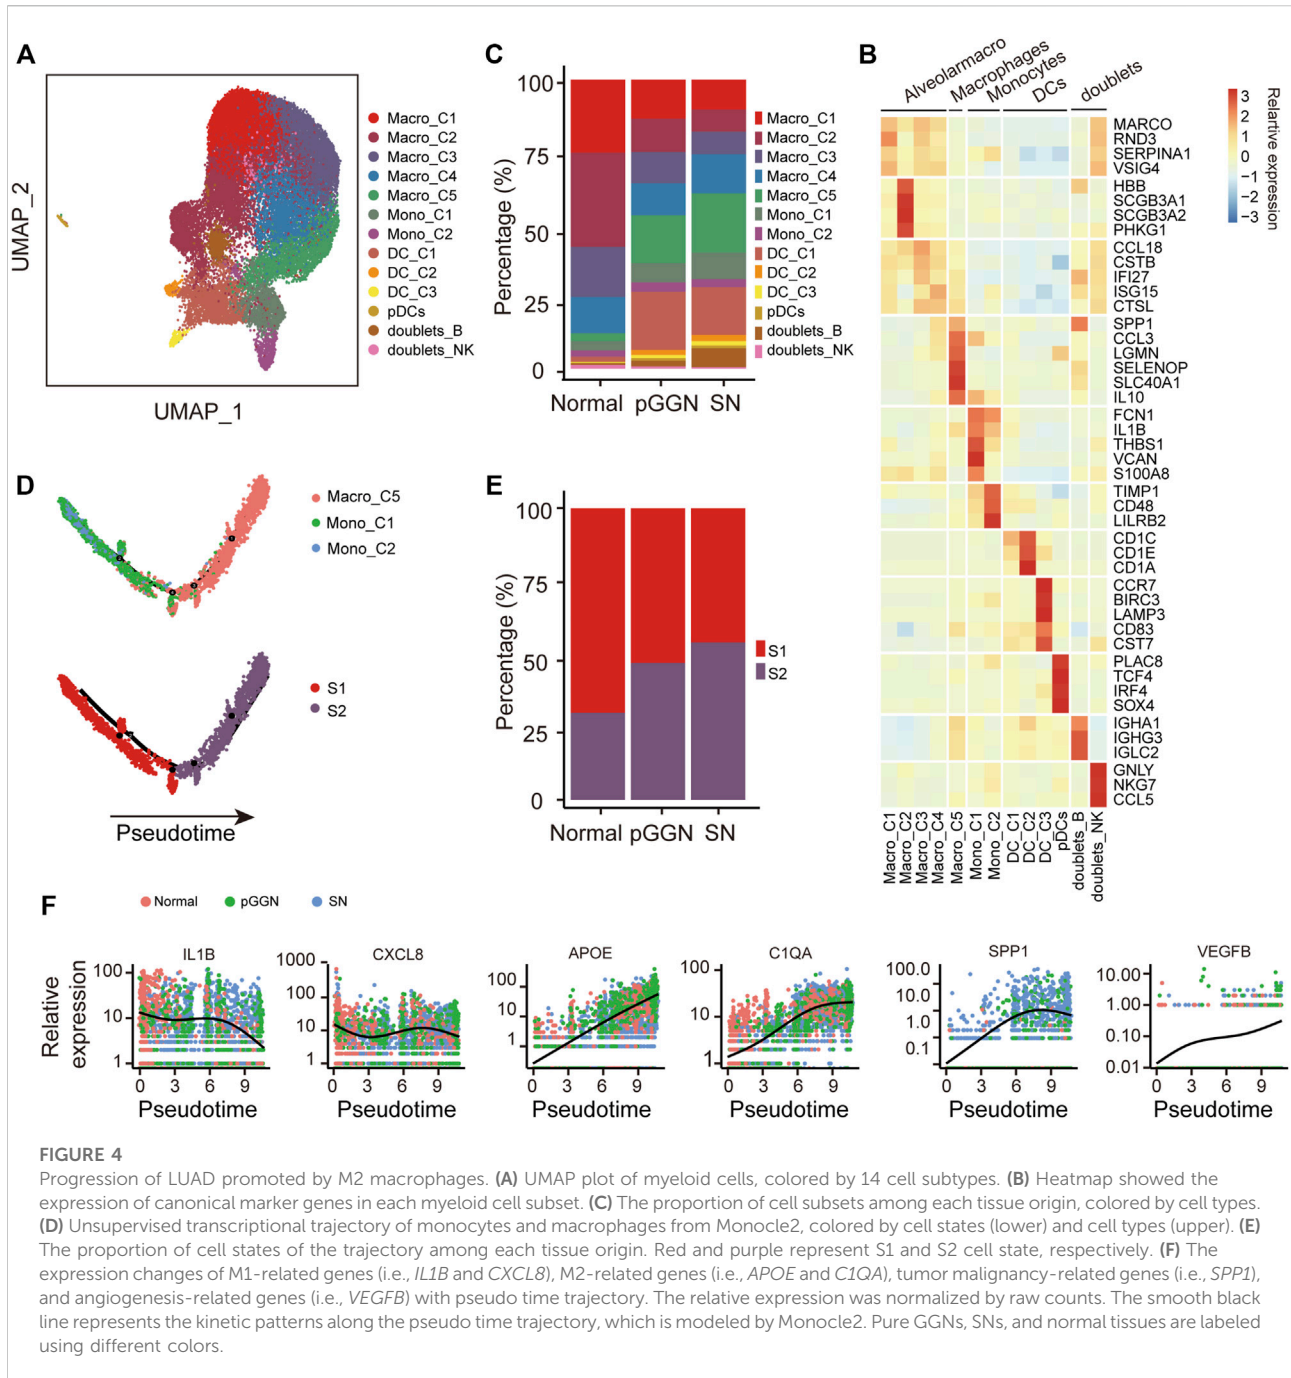 A
UMAP_2
UMAP_1
Macro_C1
Macro_C2
Macro_C3
Macro_C4
Macro_C5
Mono_C1
Mono_C2
DC_C1
DC_C2
DC_C3
pDCs
doublets_B
doublets_NK
C
Percentage (%)
100
75
50
25
0
Normal pGGN SN
Macro_C1
Macro_C2
Macro_C3
Macro_C4
Macro_C5
Mono_C1
Mono_C2
DC_C1
DC_C2
DC_C3
pDCs
doublets_B
doublets_NK
B
Alveolarmacro
Macrophages
Monocytes
DCs
doublets
MARCO
RND3
SERPINA1
VSIG4
HBB
SCGB3A1
SCGB3A2
PHKG1
CCL18
CSTB
IFI27
ISG15
CTSL
SPP1
CCL3
LGMN
SELENOP
SLC40A1
IL10
FCN1
IL1B
THBS1
VCAN
S100A8
TIMP1
CD48
LILRB2
CD1C
CD1E
CD1A
CCR7
BIRC3
LAMP3
CD83
CST7
PLAC8
TCF4
IRF4
SOX4
IGHA1
IGHG3
IGLC2
GNLY
NKG7
CCL5
Macro_C1
Macro_C2
Macro_C3
Macro_C4
Macro_C5
Mono_C1
Mono_C2
DC_C1
DC_C2
DC_C3
pDCs
doublets_B
doublets_NK
3
2
1
0
−1
−2
−3
Relartive expression
D
Macro_C5
Mono_C1
Mono_C2
S1
S2
Pseudotime
E
Percentage (%)
100
75
50
25
0
Normal pGGN SN
S1
S2
F
Normal pGGN SN
Relative
expression
IL1B
100
10
1
0 3 6 9
Pseudotime
CXCL8
1000
100
10
1
0 3 6 9
Pseudotime
APOE
100
10
1
0 3 6 9
Pseudotime
C1QA
100
10
1
0 3 6 9
Pseudotime
SPP1
100.0
10.0
1.0
0.1
0 3 6 9
Pseudotime
VEGFB
10.00
1.00
0.10
0.01
0 3 6 9
Pseudotime
FIGURE 4
Progression of LUAD promoted by M2 macrophages. (A) UMAP plot of myeloid cells, colored by 14 cell subtypes. (B) Heatmap showed the
expression of canonical marker genes in each myeloid cell subset. (C) The proportion of cell subsets among each tissue origin, colored by cell types.
(D) Unsupervised transcriptional trajectory of monocytes and macrophages from Monocle2, colored by cell states (lower) and cell types (upper). (E)
The proportion of cell states of the trajectory among each tissue origin. Red and purple represent S1 and S2 cell state, respectively. (F) The
expression changes of M1-related genes (i.e., IL1B and CXCL8), M2-related genes (i.e., APOE and C1QA), tumor malignancy-related genes (i.e., SPP1),
and angiogenesis-related genes (i.e., VEGFB) with pseudo time trajectory. The relative expression was normalized by raw counts. The smooth black
line represents the kinetic patterns along the pseudo time trajectory, which is modeled by Monocle2. Pure GGNs, SNs, and normal tissues are labeled
using different colors.